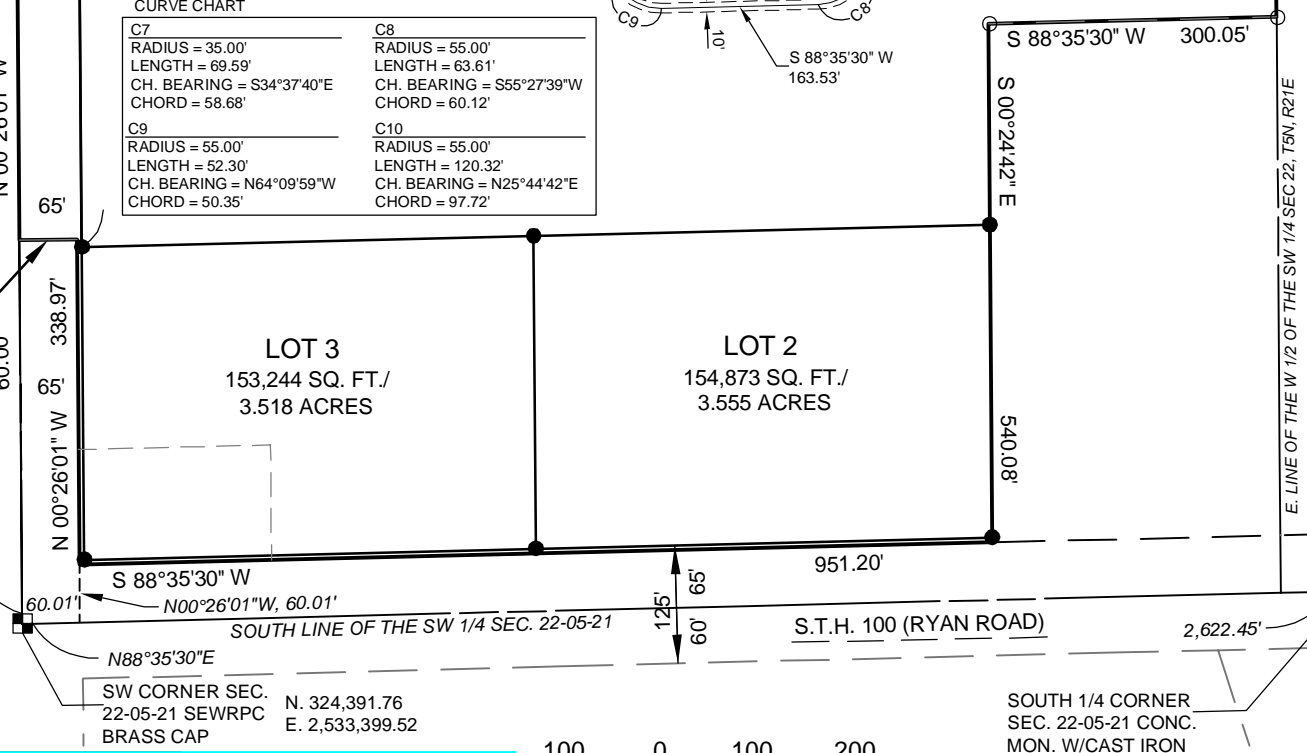 CURVE CHART
C7
RADIUS = 35.00'
LENGTH = 69.59'
CH. BEARING = S34°37'40"E
CHORD = 58.68'
C8
RADIUS = 55.00'
LENGTH = 63.61'
CH. BEARING = S55°27'39"W
CHORD = 60.12'
C9
RADIUS = 55.00'
LENGTH = 52.30'
CH. BEARING = N64°09'59"W
CHORD = 50.35'
C10
RADIUS = 55.00'
LENGTH = 120.32'
CH. BEARING = N25°44'42"E
CHORD = 97.72'
C9
C8
10'
S 88°35'30" W
163.53'
S 88°35'30" W 300.05'
S 00°24'42" E
540.08'
E. LINE OF THE W 1/2 OF THE SW 1/4 SEC 22, T5N, R21E
N 00°26'01" W
65'
338.97'
65'
60.00
N 00°26'01" W
LOT 3
153,244 SQ. FT./
3.518 ACRES
LOT 2
154,873 SQ. FT./
3.555 ACRES
S 88°35'30" W
951.20'
60.01'
N00°26'01"W, 60.01'
SOUTH LINE OF THE SW 1/4 SEC. 22-05-21
125'
65'
60'
S.T.H. 100 (RYAN ROAD)
2,622.45'
N88°35'30"E
SW CORNER SEC.
22-05-21 SEWRPC
BRASS CAP
N. 324,391.76
E. 2,533,399.52
SOUTH 1/4 CORNER
SEC. 22-05-21 CONC.
MON. W/CAST IRON
100 0 100 200